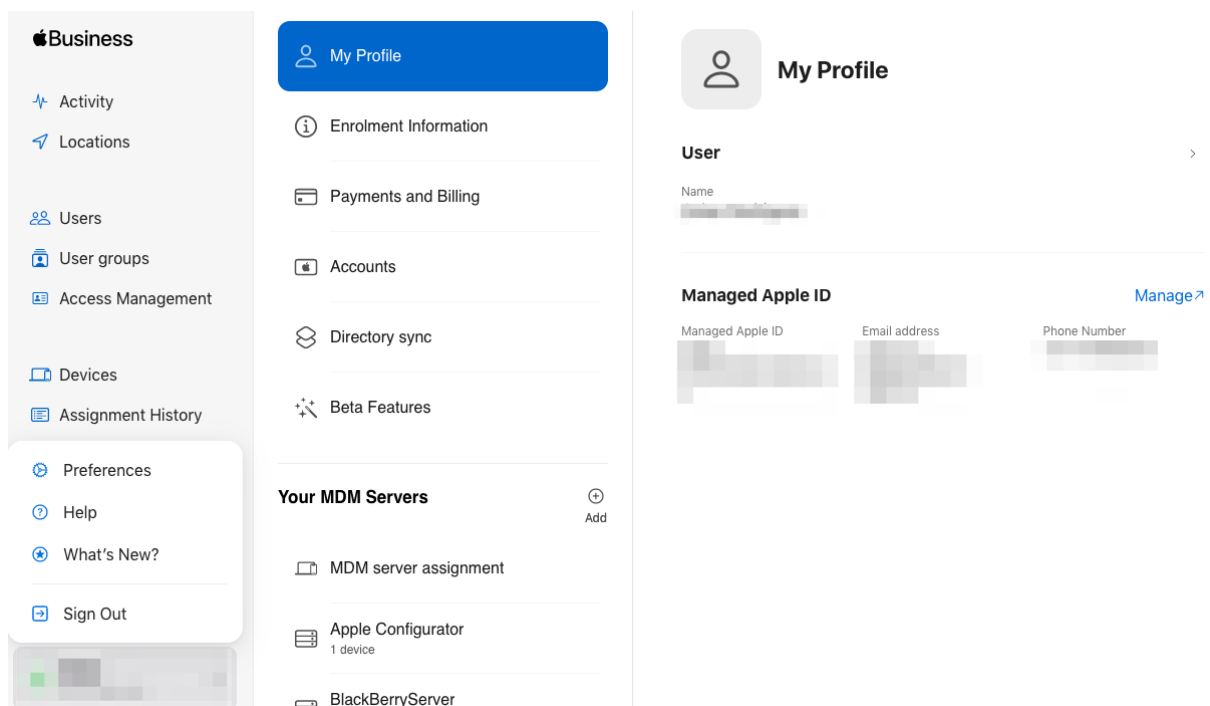 Business
Activity
Locations
Users
User groups
Access Management
Devices
Assignment History
Preferences
Help
What's New?
Sign Out
My Profile
Enrolment Information
Payments and Billing
Accounts
Directory sync
Beta Features
Your MDM Servers
Add
MDM server assignment
Apple Configurator
1 device
BlackBerryServer
My Profile
User
Name
Managed Apple ID
Manage
Managed Apple ID
Email address
Phone Number